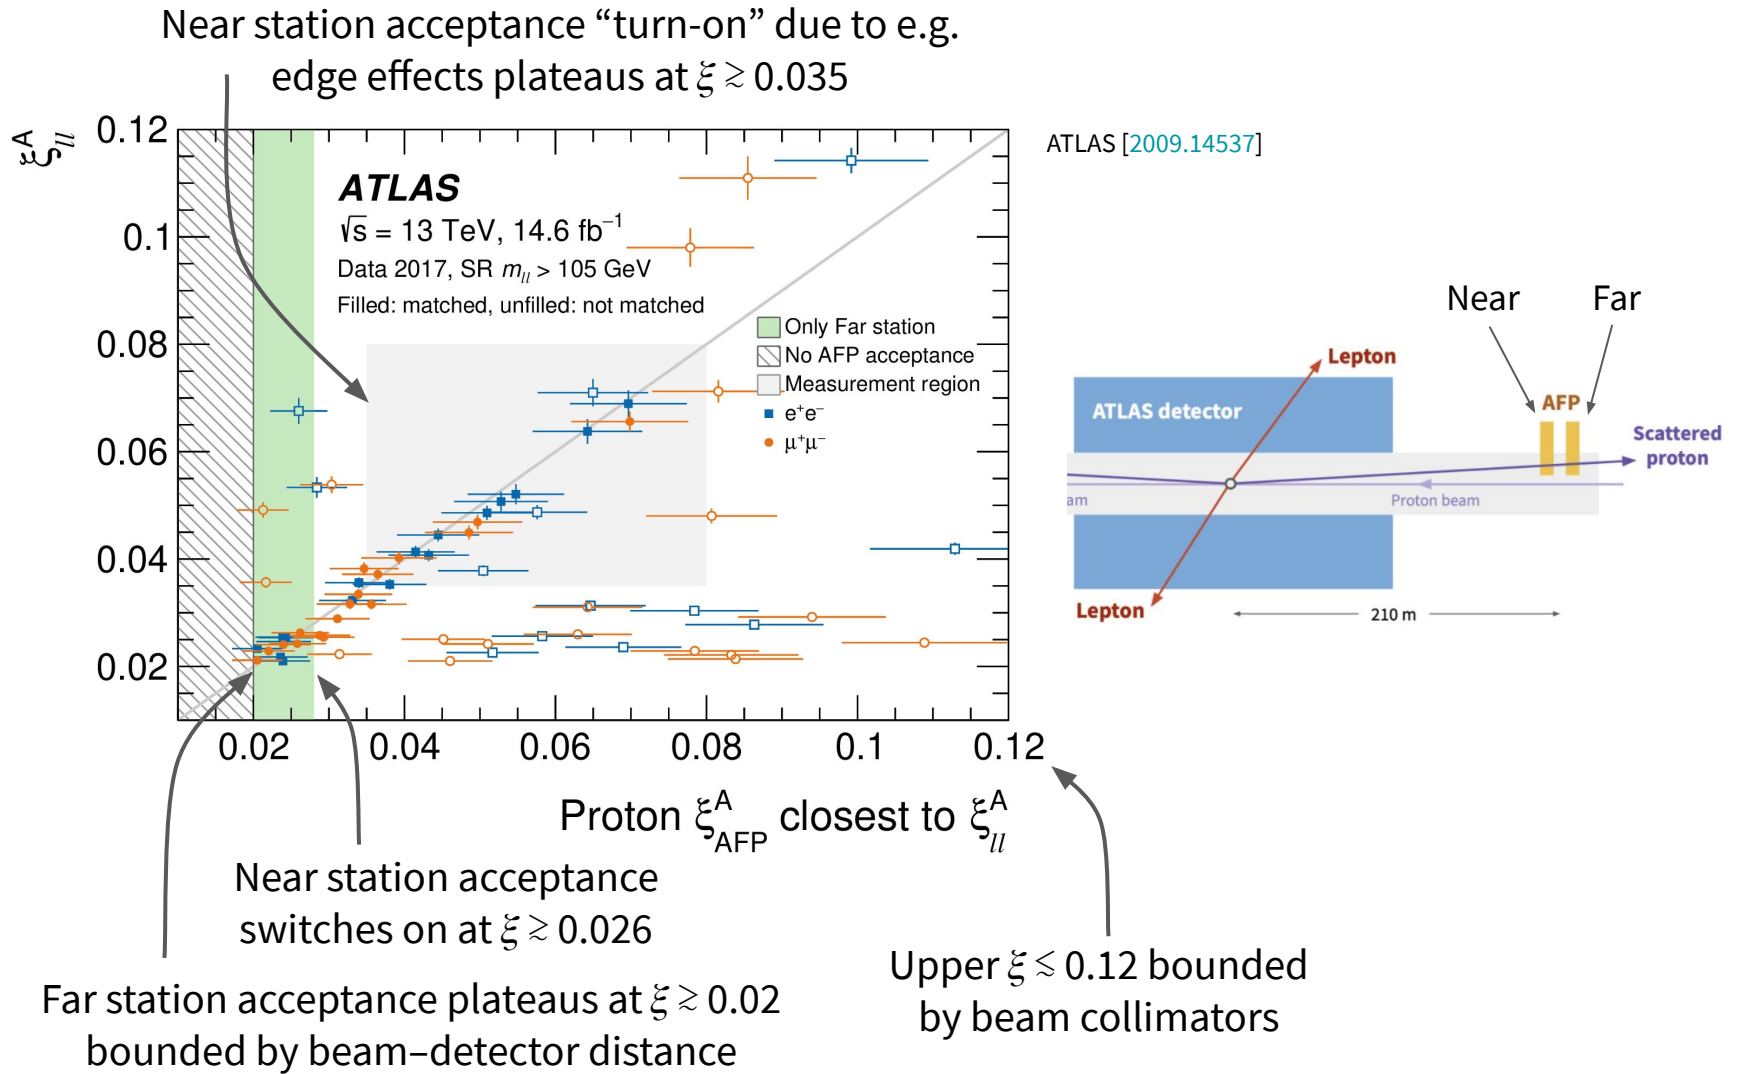 Near station acceptance “turn-on” due to e.g.
edge effects plateaus at ξ ≳ 0.035
ATLAS [2009.14537]
ξ^A_ll
0.12
0.1
0.08
0.06
0.04
0.02
ATLAS
√s = 13 TeV, 14.6 fb⁻¹
Data 2017, SR m_ll > 105 GeV
Filled: matched, unfilled: not matched
Only Far station
No AFP acceptance
Measurement region
e⁺e⁻
μ⁺μ⁻
0.02 0.04 0.06 0.08 0.1 0.12
Proton ξ^A_AFP closest to ξ^A_ll
Near Far
Lepton
ATLAS detector
AFP
Scattered
proton
am
Proton beam
Lepton
210 m
Near station acceptance
switches on at ξ ≳ 0.026
Far station acceptance plateaus at ξ ≳ 0.02
bounded by beam–detector distance
Upper ξ ≲ 0.12 bounded
by beam collimators